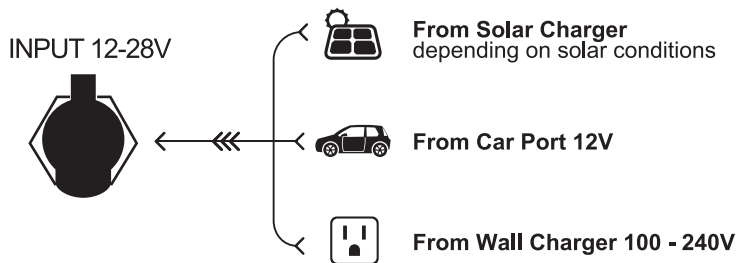 INPUT 12-28V
From Solar Charger
depending on solar conditions
From Car Port 12V
From Wall Charger 100 - 240V